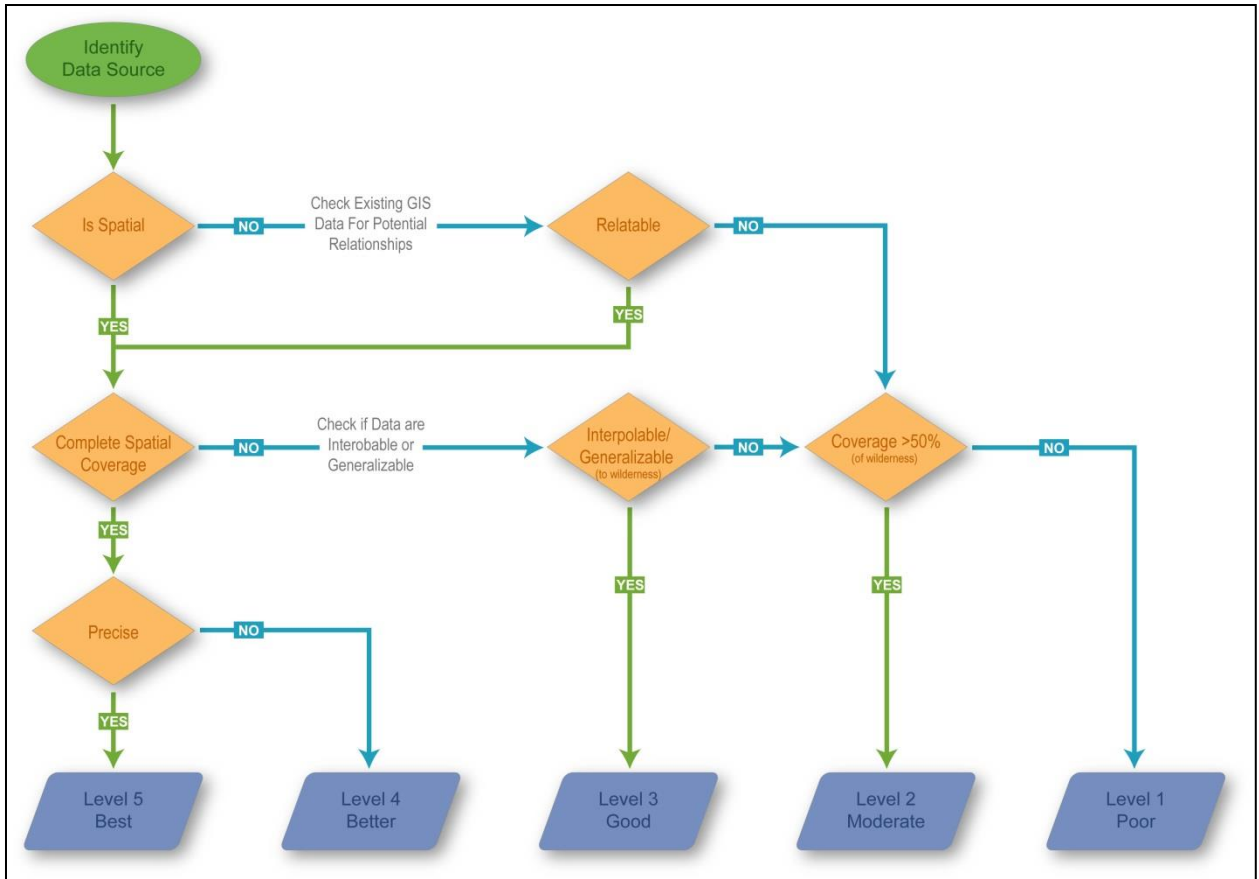 Identify
Data Source
Is Spatial
NO
Check Existing GIS
Data For Potential
Relationships
Relatable
NO
YES
YES
Complete Spatial
Coverage
NO
Check if Data are
Interobable or
Generalizable
Interpolable/
Generalizable
(to wilderness)
NO
Coverage >50%
(of wilderness)
NO
YES
YES
YES
Precise
NO
YES
Level 5
Best
Level 4
Better
Level 3
Good
Level 2
Moderate
Level 1
Poor